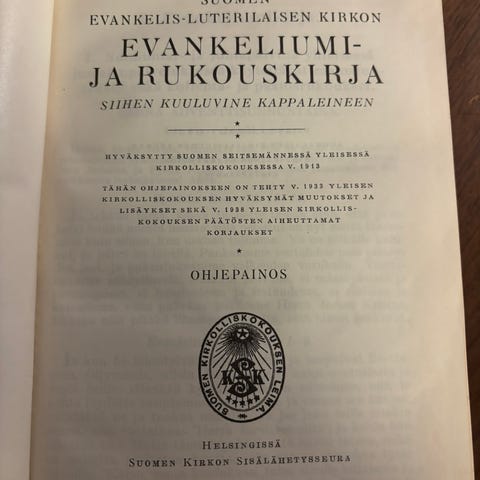 SUOMEN
EVANKELIS-LUTERILAISEN KIRKON
EVANKELIUMI-
JA RUKOUSKIRJA
SIIHEN KUULUVINE KAPPALEINEEN
HYVÄKSYTTY SUOMEN SEITSEMÄNNESSÄ YLEISESSÄ
KIRKOLLISKOKOUKSESSA V. 1913
TÄHÄN OHJEPAINOKSEEN ON TEHTY V. 1933 YLEISEN
KIRKOLLISKOKOUKSEN HYVÄKSYMÄT MUUTOKSET JA
LISÄYKSET SEKÄ V. 1938 YLEISEN KIRKOLLIS-
KOKOUKSEN PÄÄTÖSTEN AIHEUTTAMAT
KORJAUKSET
OHJEPAINOS
SUOMEN KIRKOLLISKOKOUKSEN LEIMA.
SKK
HELSINGISSÄ
SUOMEN KIRKON SISÄLÄHETYSSEURA